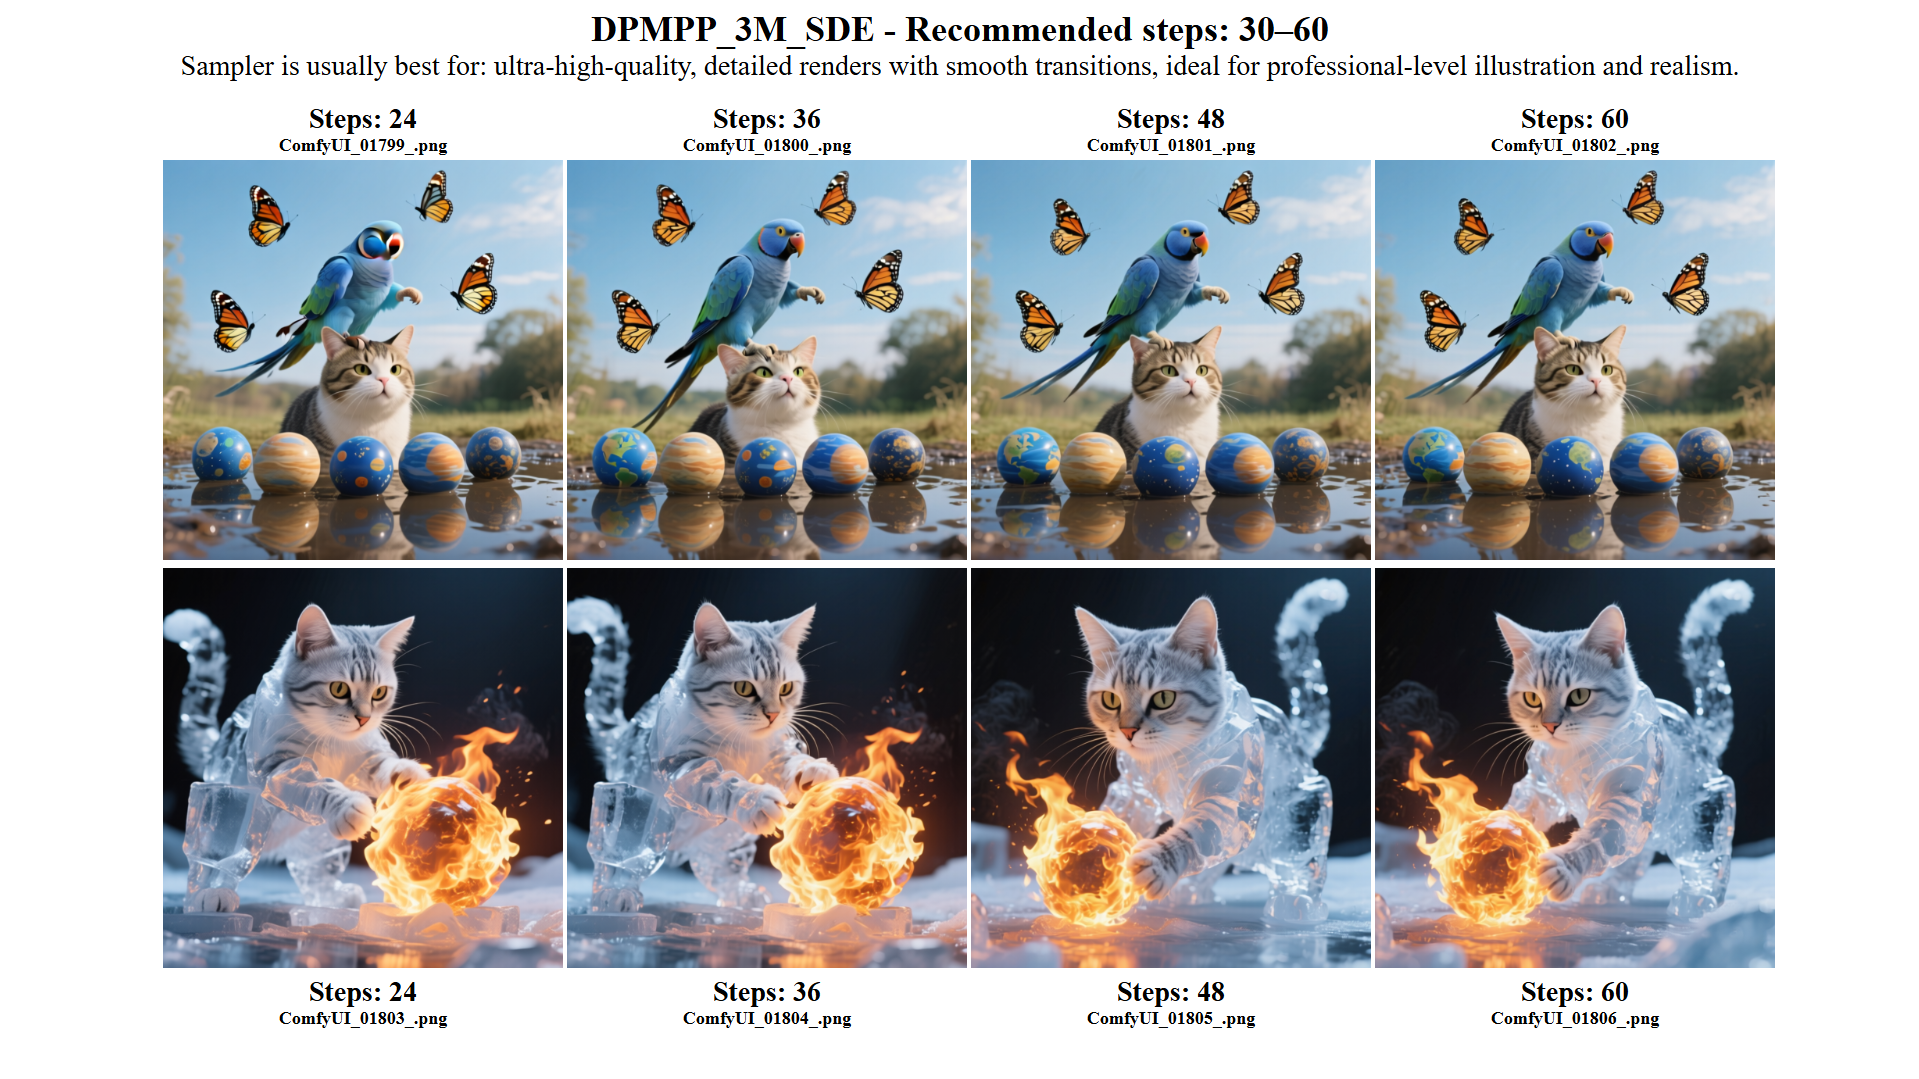 DPMPP_3M_SDE - Recommended steps: 30–60
Sampler is usually best for: ultra-high-quality, detailed renders with smooth transitions, ideal for professional-level illustration and realism.
Steps: 24
ComfyUI_01799_.png
Steps: 36
ComfyUI_01800_.png
Steps: 48
ComfyUI_01801_.png
Steps: 60
ComfyUI_01802_.png
Steps: 24
ComfyUI_01803_.png
Steps: 36
ComfyUI_01804_.png
Steps: 48
ComfyUI_01805_.png
Steps: 60
ComfyUI_01806_.png